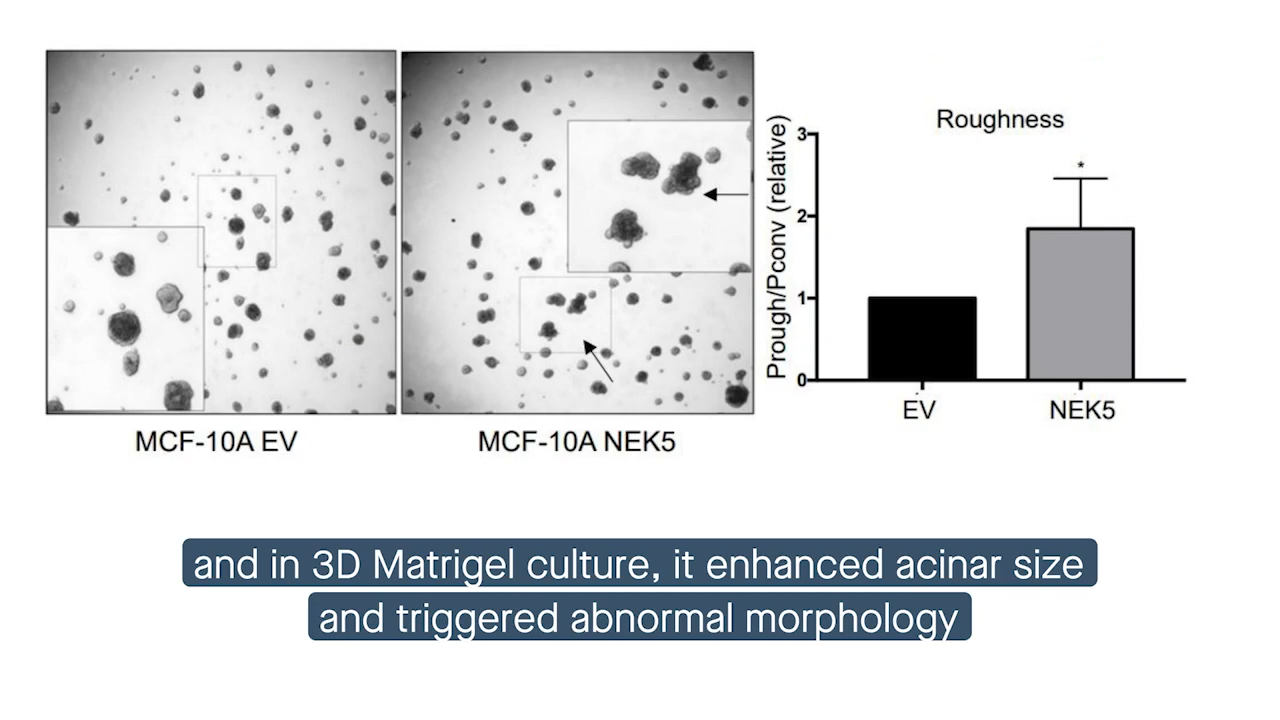 Roughness
Prough/Pconv (relative)
3
2
1
0
*
EV
NEK5
MCF-10A EV
MCF-10A NEK5
and in 3D Matrigel culture, it enhanced acinar size
and triggered abnormal morphology